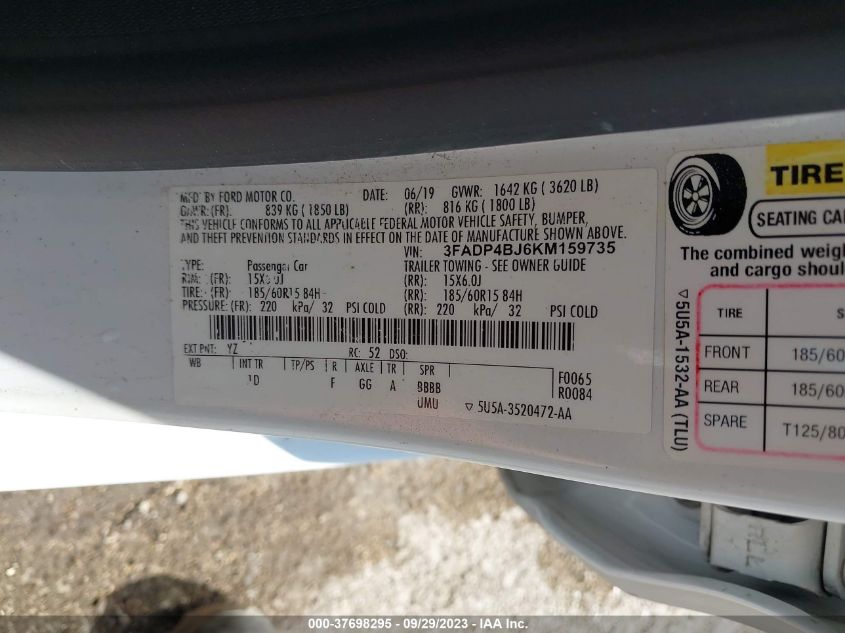 MFD BY FORD MOTOR CO. DATE: 06/19 GVWR: 1642 KG ( 3620 LB)
GAWR: (FR): 839 KG ( 1850 LB) (RR): 816 KG ( 1800 LB)
THIS VEHICLE CONFORMS TO ALL APPLICABLE FEDERAL MOTOR VEHICLE SAFETY, BUMPER,
AND THEFT PREVENTION STANDARDS IN EFFECT ON THE DATE OF MANUFACTURE SHOWN ABOVE.
VIN: 3FADP4BJ6KM159735
TYPE: Passenger Car TRAILER TOWING - SEE OWNER GUIDE
RIM: (FR): 15X6.0J (RR): 15X6.0J
TIRE: (FR): 185/60R15 84H (RR): 185/60R15 84H
PRESSURE: (FR): 220 kPa/ 32 PSI COLD (RR): 220 kPa/ 32 PSI COLD
EXT PNT: YZ RC: 52 DSO:
WB INT TR TP/PS R AXLE TR SPR F0065
F GG A BBBB R0084
UMU ▽ 5U5A-3520472-AA
▽ 5U5A-1532-AA (TLU)
TIRE
SEATING CA
The combined weigh
and cargo shoul
TIRE S
FRONT 185/60
REAR 185/60
SPARE T125/80
000-37698295 - 09/29/2023 - IAA Inc.